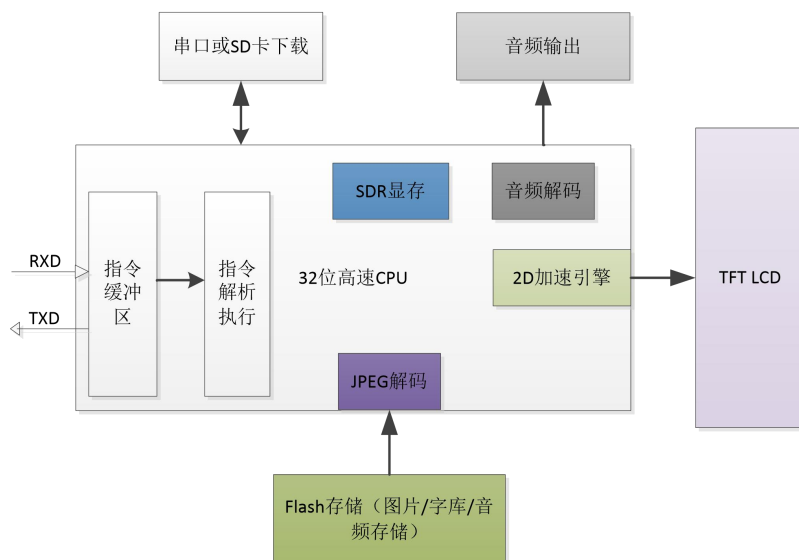 串口或SD卡下载
音频输出
SDR显存
音频解码
RXD
TXD
指令
缓冲
区
指令
解析
执行
32位高速CPU
2D加速引擎
TFT LCD
JPEG解码
Flash存储（图片/字库/音
频存储）